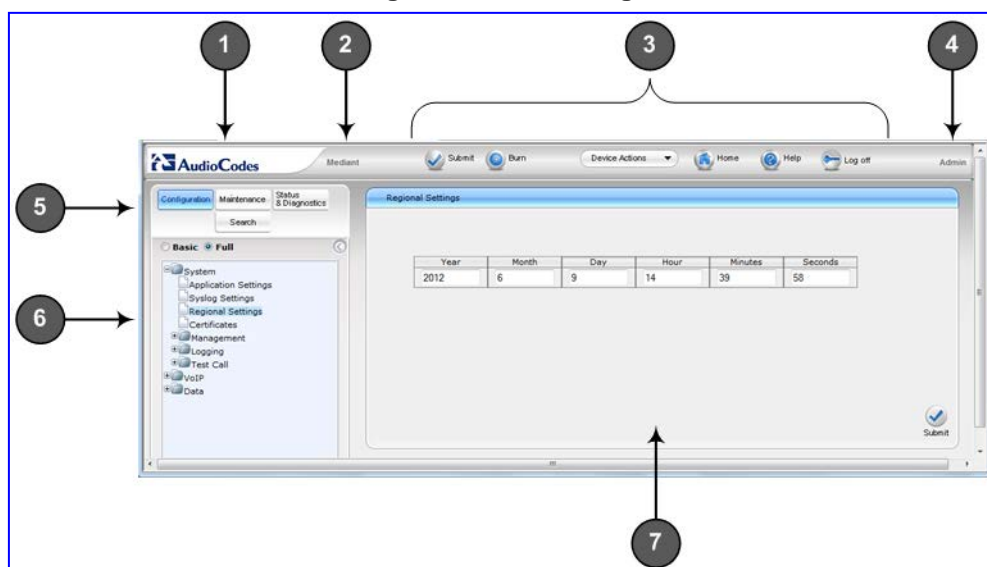 1 2 3 4
AudioCodes Mediant Submit Burn Device Actions Home Help Log off Admin
5
Configuration Maintenance Status & Diagnostics
Search
Basic Full
System
Application Settings
Syslog Settings
Regional Settings
Certificates
Management
Logging
Test Call
VoIP
Data
6
Regional Settings
Year Month Day Hour Minutes Seconds
2012 6 9 14 39 58
Submit
7